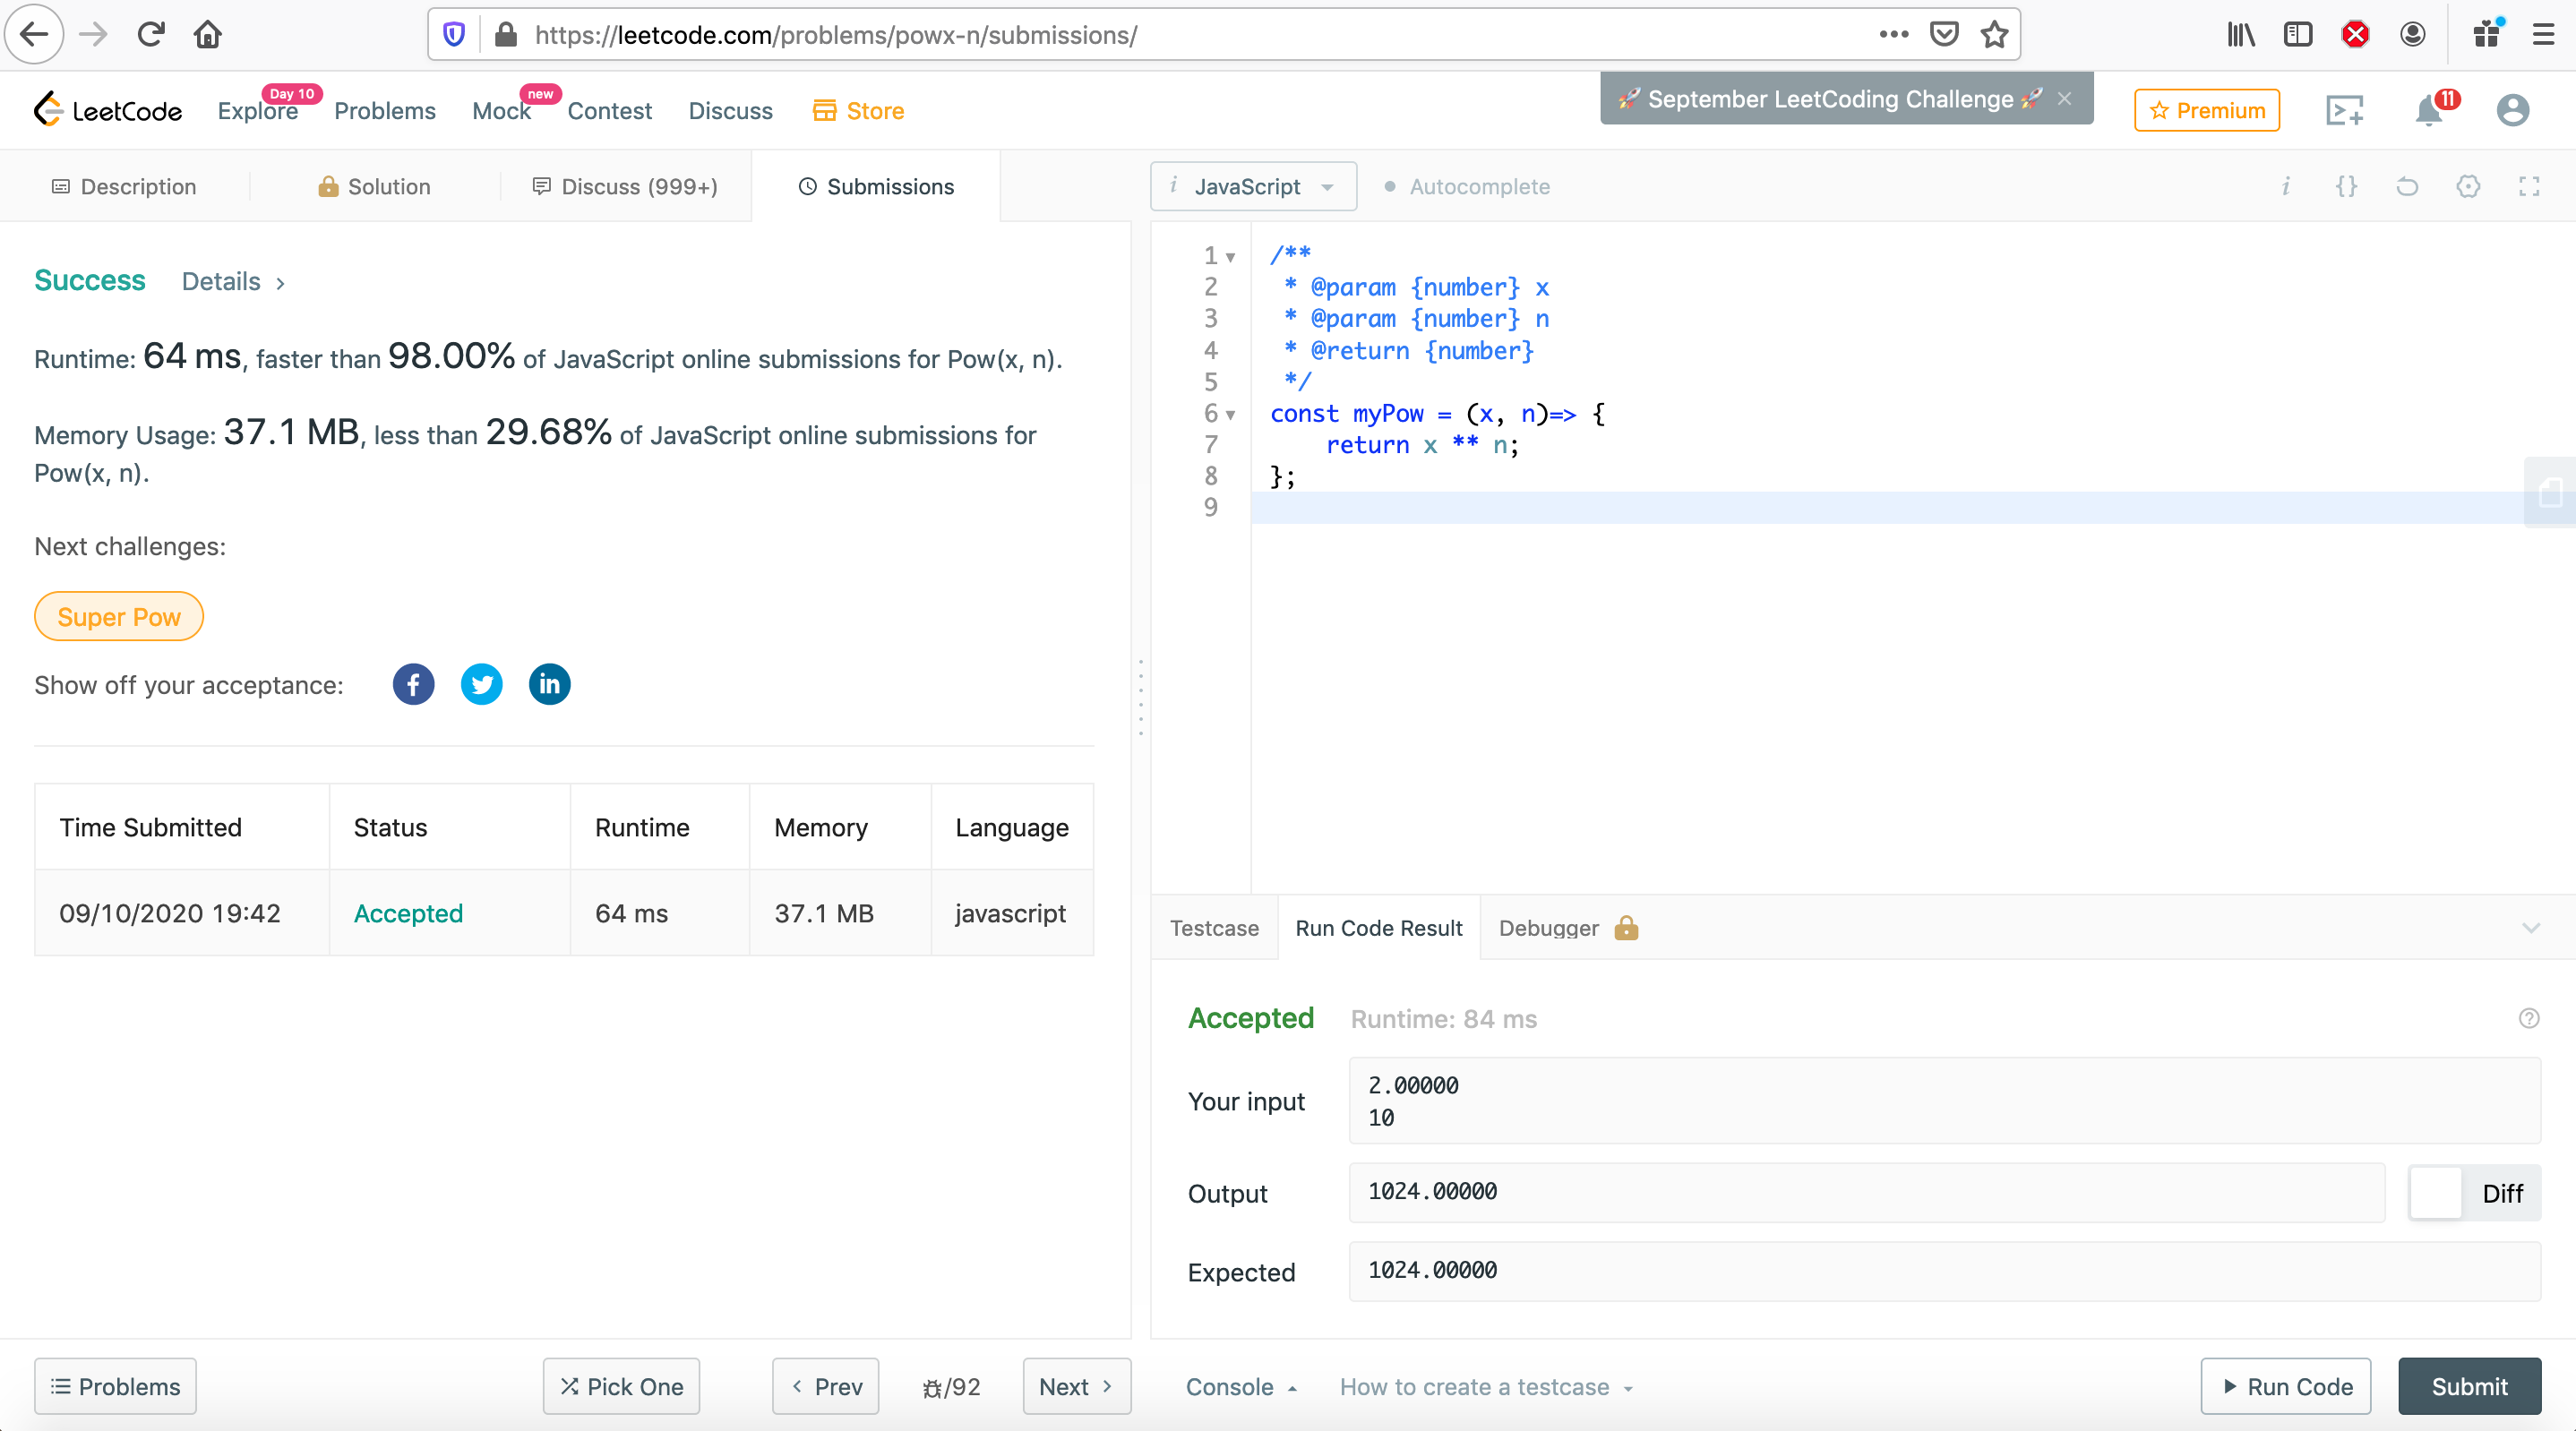 https://leetcode.com/problems/powx-n/submissions/
LeetCode
Explore
Day 10
Problems
Mock
new
Contest
Discuss
Store
🚀 September LeetCoding Challenge 🚀
Premium
11
Description
Solution
Discuss (999+)
Submissions
i JavaScript
Autocomplete
i {}
Success Details >
Runtime: 64 ms, faster than 98.00% of JavaScript online submissions for Pow(x, n).
Memory Usage: 37.1 MB, less than 29.68% of JavaScript online submissions for
Pow(x, n).
Next challenges:
Super Pow
Show off your acceptance:
f in
Time Submitted Status Runtime Memory Language
09/10/2020 19:42 Accepted 64 ms 37.1 MB javascript
1 /**
2 * @param {number} x
3 * @param {number} n
4 * @return {number}
5 */
6 const myPow = (x, n)=> {
7 return x ** n;
8 };
9
Testcase Run Code Result Debugger
Accepted Runtime: 84 ms
Your input
2.00000
10
Output
1024.00000
Diff
Expected
1024.00000
Problems
Pick One
< Prev
/92
Next >
Console
How to create a testcase
Run Code
Submit